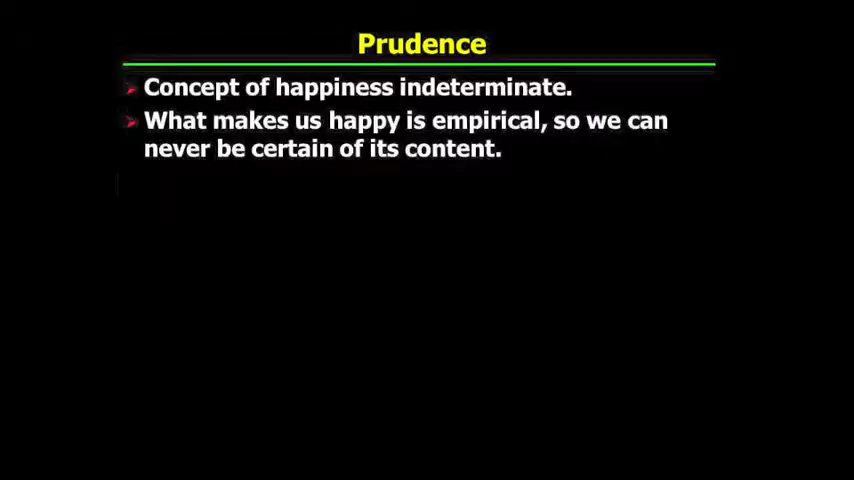 Prudence
Concept of happiness indeterminate.
What makes us happy is empirical, so we can
never be certain of its content.